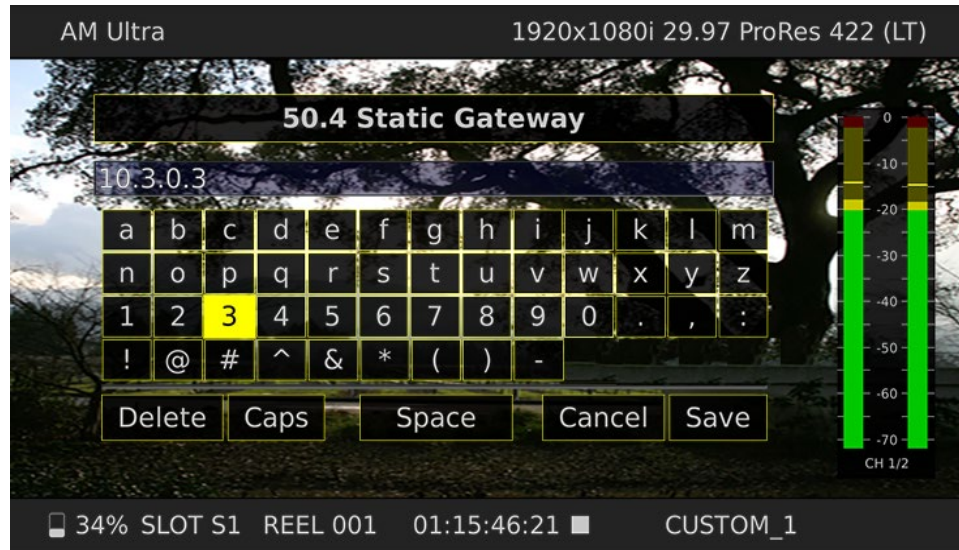 AM Ultra 1920x1080i 29.97 ProRes 422 (LT)
50.4 Static Gateway
10.3.0.3
a b c d e f g h i j k l m
n o p q r s t u v w x y z
1 2 3 4 5 6 7 8 9 0 . , :
! @ # ^ & * ( ) -
Delete Caps Space Cancel Save
0
-10
-20
-30
-40
-50
-60
-70
CH 1/2
34% SLOT S1 REEL 001 01:15:46:21 CUSTOM_1